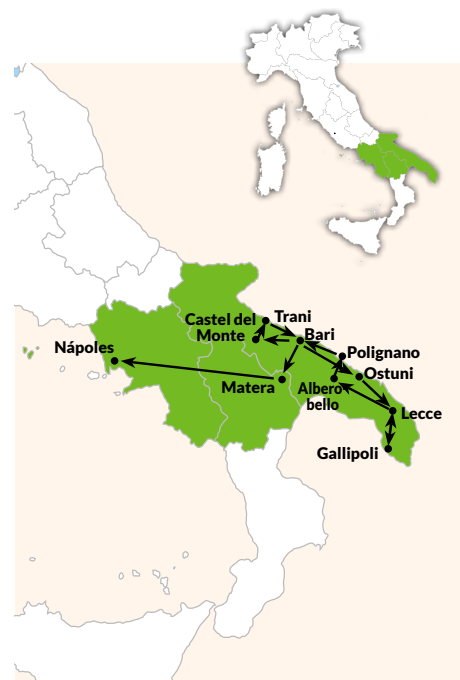 Trani
Castel del
Monte
Bari
Nápoles
Polignano
Ostuni
Matera
Albero
bello
Lecce
Gallipoli